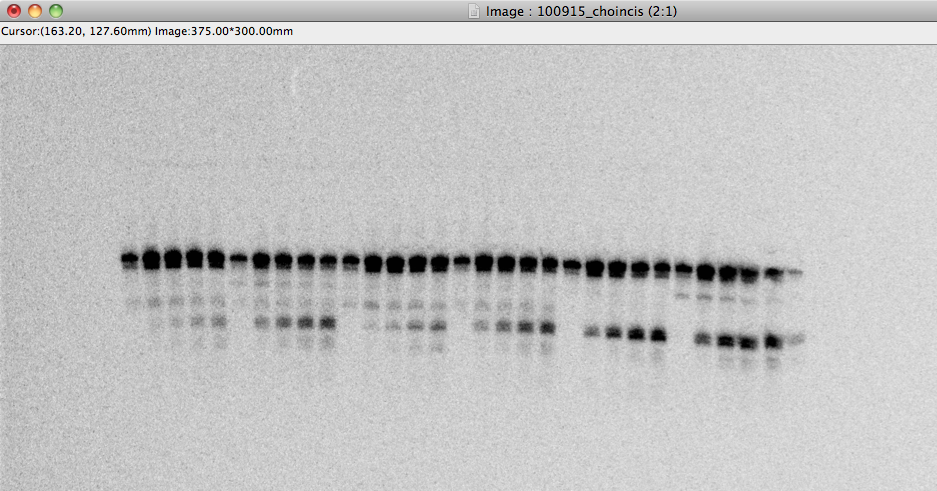 Image : 100915_choincis (2:1)
Cursor:(163.20, 127.60mm) Image:375.00*300.00mm